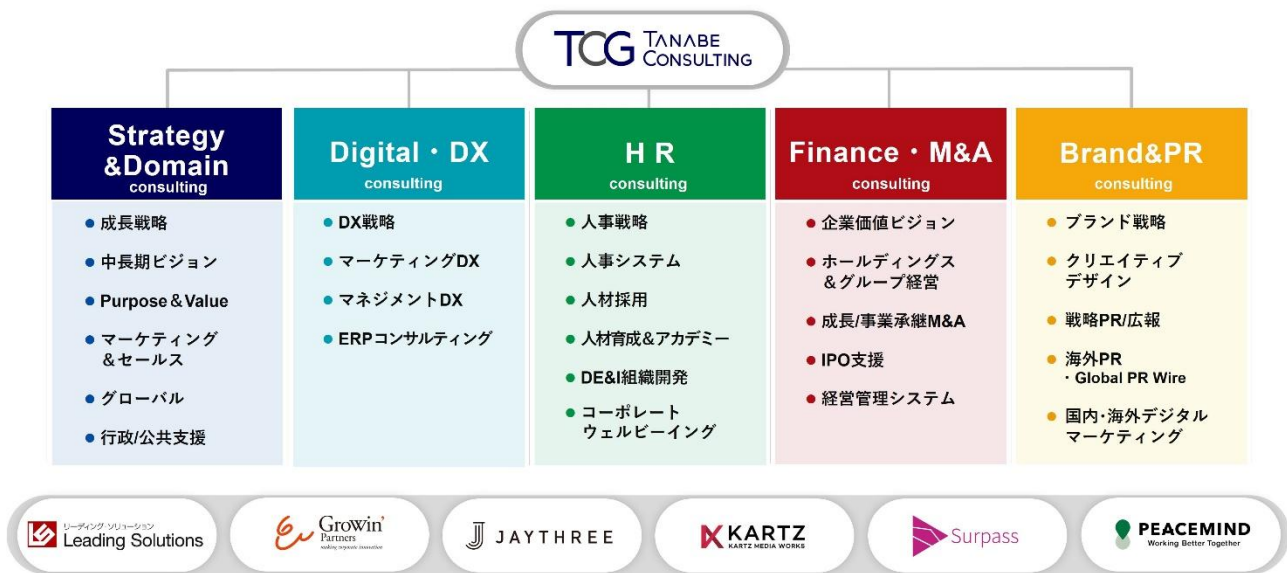 TCG TANABE
CONSULTING
Strategy
&Domain
consulting
成長戦略
中長期ビジョン
Purpose＆Value
マーケティング
＆セールス
グローバル
行政/公共支援
Digital・DX
consulting
DX戦略
マーケティングDX
マネジメントDX
ERPコンサルティング
HR
consulting
人事戦略
人事システム
人材採用
人材育成＆アカデミー
DE&I組織開発
コーポレート
ウェルビーイング
Finance・M&A
consulting
企業価値ビジョン
ホールディングス
＆グループ経営
成長/事業承継M&A
IPO支援
経営管理システム
Brand&PR
consulting
ブランド戦略
クリエイティブ
デザイン
戦略PR/広報
海外PR
・Global PR Wire
国内・海外デジタル
マーケティング
リーディング・ソリューション
Leading Solutions
GroWin'
Partners
making corporate innovation
JAYTHREE
KARTZ
KARTZ MEDIA WORKS
Surpass
PEACEMIND
Working Better Together